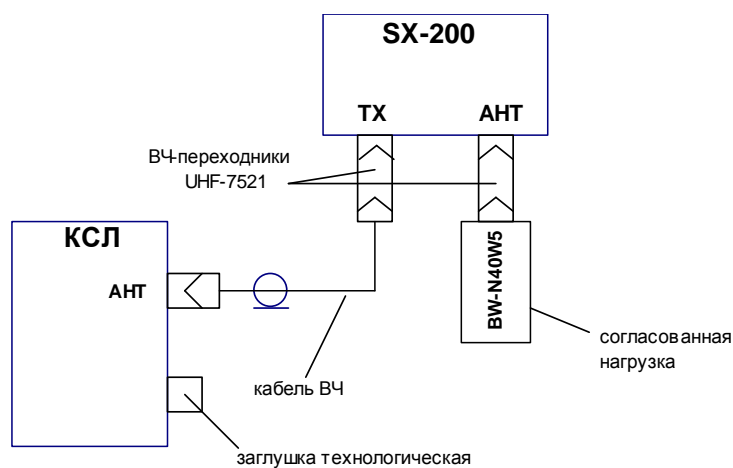 SX-200
TX
АНТ
ВЧ-переходники
UHF-7521
КСЛ
АНТ
BW-N40W5
согласованная
нагрузка
кабель ВЧ
заглушка технологическая